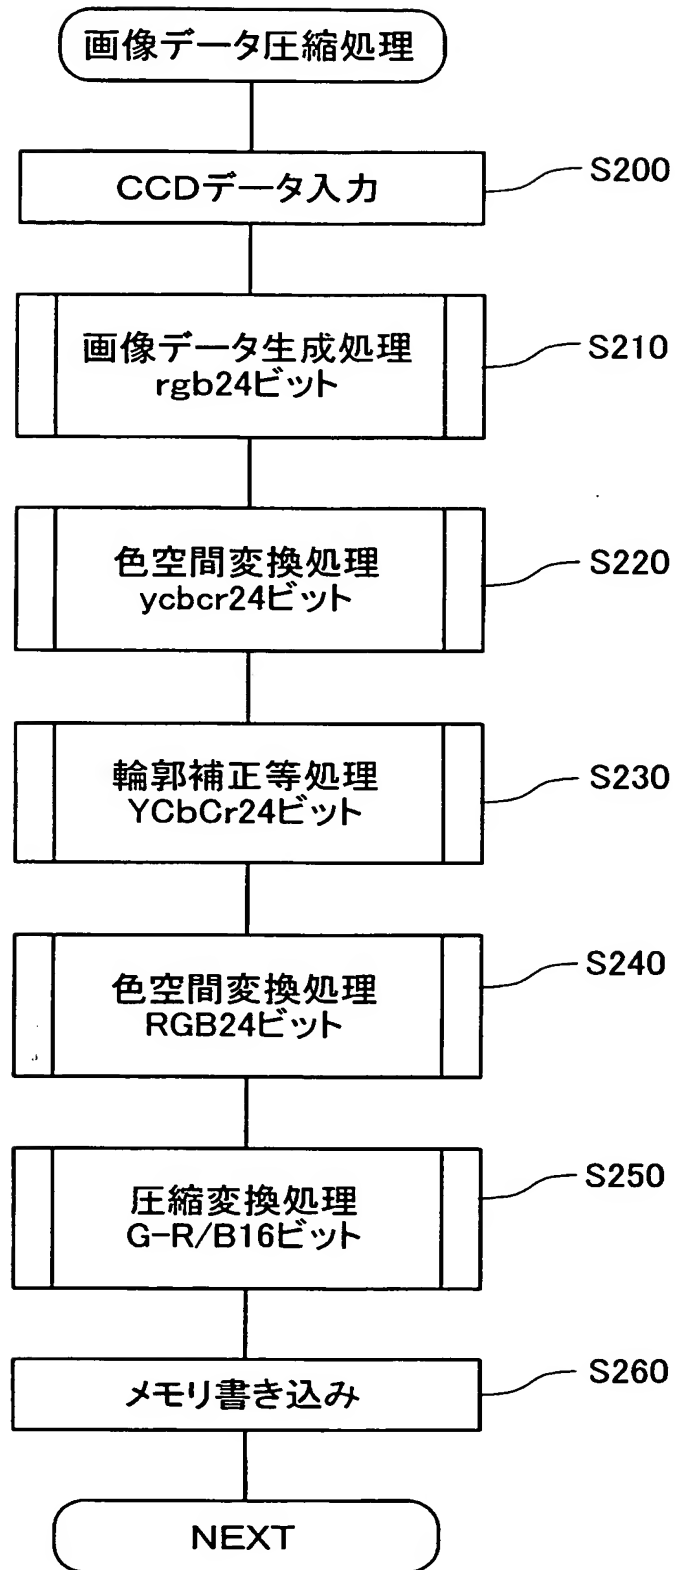 画像データ圧縮処理
CCDデータ入力
S200
画像データ生成処理
rgb24ビット
S210
色空間変換処理
ycbcr24ビット
S220
輪郭補正等処理
YCbCr24ビット
S230
色空間変換処理
RGB24ビット
S240
圧縮変換処理
G-R/B16ビット
S250
メモリ書き込み
S260
NEXT